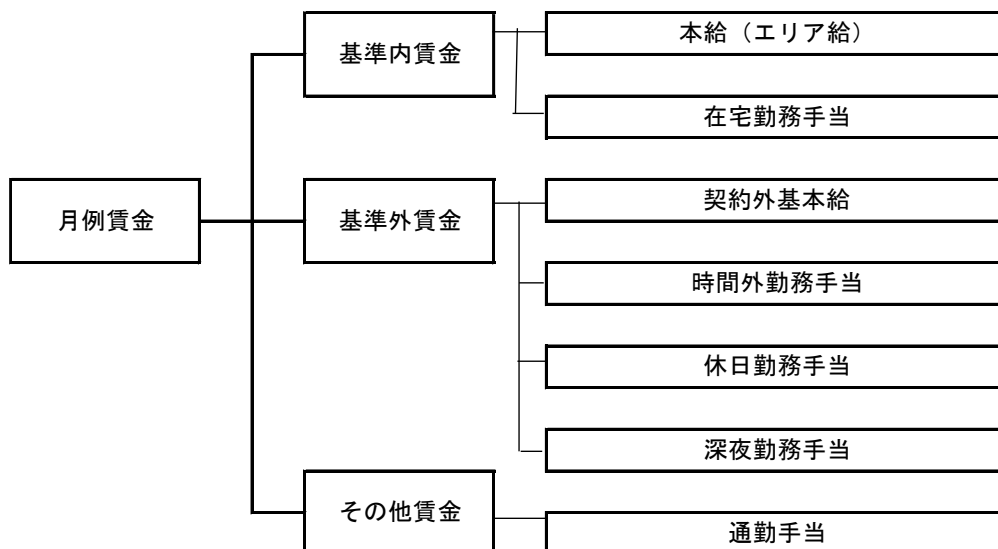 基準内賃金
本給（エリア給）
在宅勤務手当
月例賃金
基準外賃金
契約外基本給
時間外勤務手当
休日勤務手当
深夜勤務手当
その他賃金
通勤手当